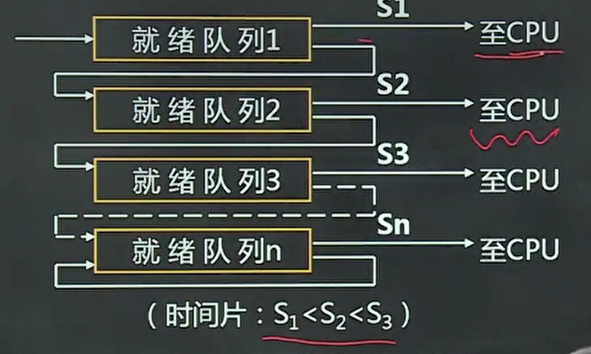 S1
就绪队列1 至CPU
S2
就绪队列2 至CPU
S3
就绪队列3 至CPU
Sn
就绪队列n 至CPU
(时间片:S₁<S₂<S₃)